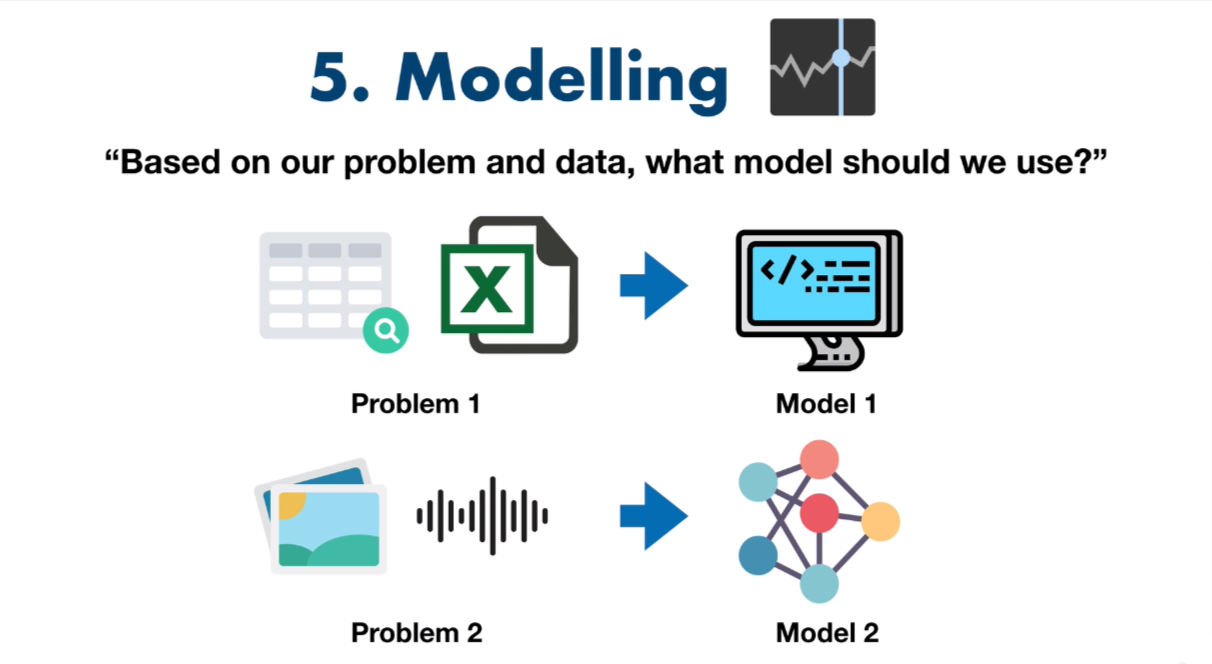 5. Modelling
“Based on our problem and data, what model should we use?”
X
</>
Problem 1
Model 1
Problem 2
Model 2